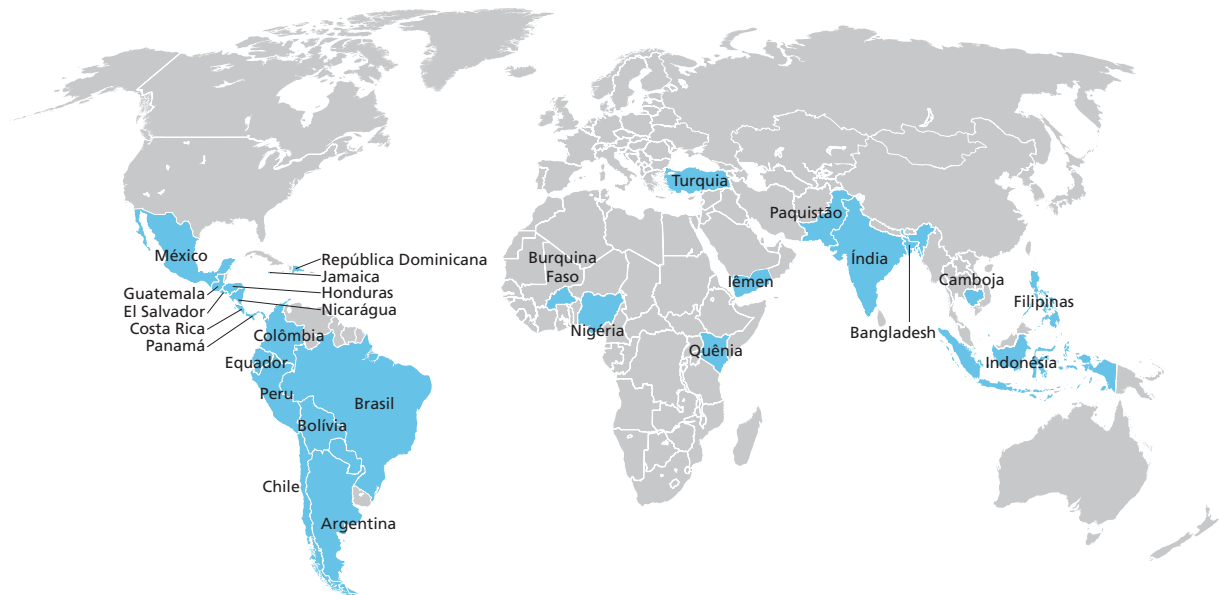 Turquia
Paquistão
México
República Dominicana
Jamaica
Burquina
Faso
Índia
Iêmen
Camboja
Guatemala
Honduras
El Salvador
Nicarágua
Filipinas
Costa Rica
Nigéria
Bangladesh
Panamá
Colômbia
Quênia
Equador
Indonésia
Peru
Brasil
Bolívia
Chile
Argentina